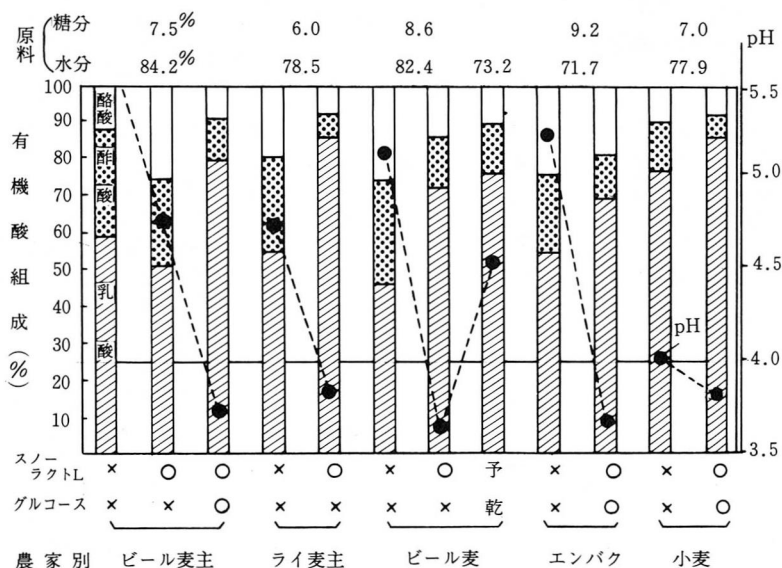 原料 糖分 7.5% 6.0 8.6 9.2 7.0
水分 84.2% 78.5 82.4 73.2 71.7 77.9
pH
有機酸組成(%)
100
90
80
70
60
50
40
30
20
10
5.5
5.0
4.5
4.0
3.5
酪酸
酢酸
乳酸
pH
スノーラクトL × ○ ○ × ○ × ○ 予 × ○ × ○
グルコース × × ○ × × × × 乾 × ○ × ○
農家別 ビール麦主 ライ麦主 ビール麦 エンバク 小麦